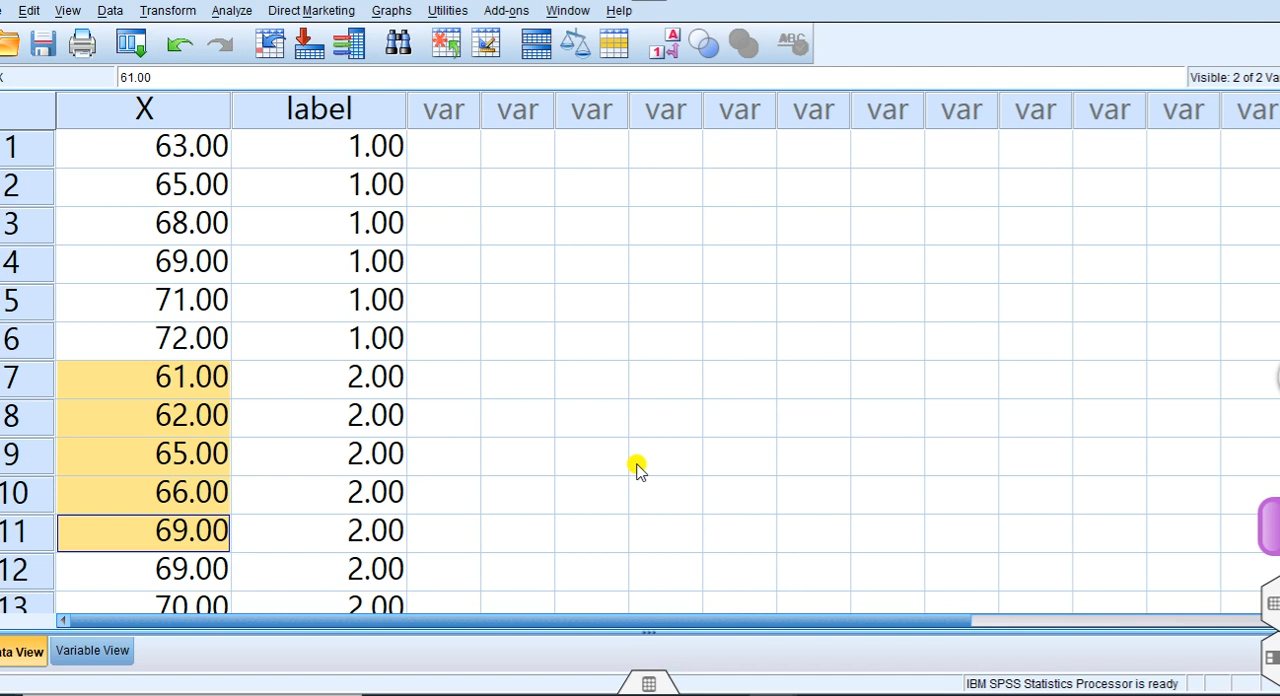 Edit View Data Transform Analyze Direct Marketing Graphs Utilities Add-ons Window Help
61.00 Visible: 2 of 2 Va
X label var var var var var var var var var var var var
1 63.00 1.00
2 65.00 1.00
3 68.00 1.00
4 69.00 1.00
5 71.00 1.00
6 72.00 1.00
7 61.00 2.00
8 62.00 2.00
9 65.00 2.00
10 66.00 2.00
11 69.00 2.00
12 69.00 2.00
13 70.00 2.00
ta View Variable View
IBM SPSS Statistics Processor is ready